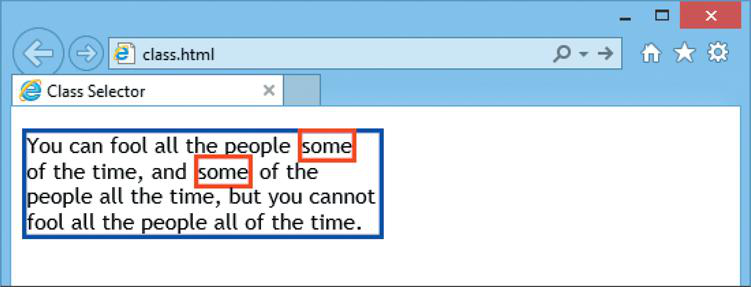 class.html
Class Selector
You can fool all the people some
of the time, and some of the
people all the time, but you cannot
fool all the people all of the time.